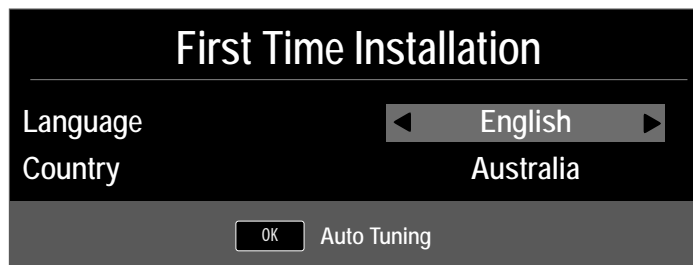 First Time Installation
Language English
Country Australia
OK Auto Tuning